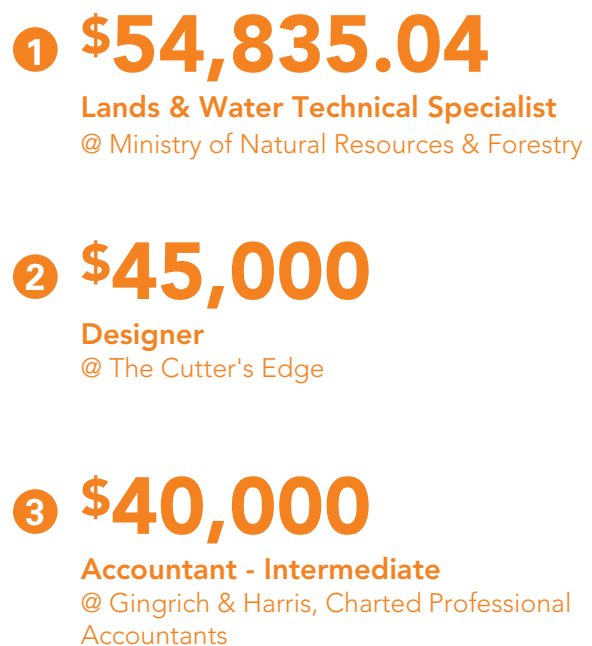 1 $54,835.04
Lands & Water Technical Specialist
@ Ministry of Natural Resources & Forestry
2 $45,000
Designer
@ The Cutter's Edge
3 $40,000
Accountant - Intermediate
@ Gingrich & Harris, Charted Professional
Accountants